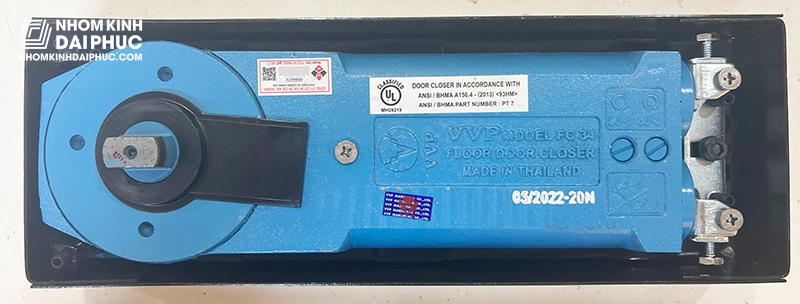 NHOM KINH
DAI PHUC
NHOMKINHDAIPHUC.COM
CLASSIFIED
UL
MH26219
DOOR CLOSER IN ACCORDANCE WITH
ANSI / BHMA A156.4 - (2013) <93HM>
ANSI / BHMA PART NUMBER : PT 7
VVP
VVP MODEL FC 34
FLOOR DOOR CLOSER
MADE IN THAILAND
05/2022-20N